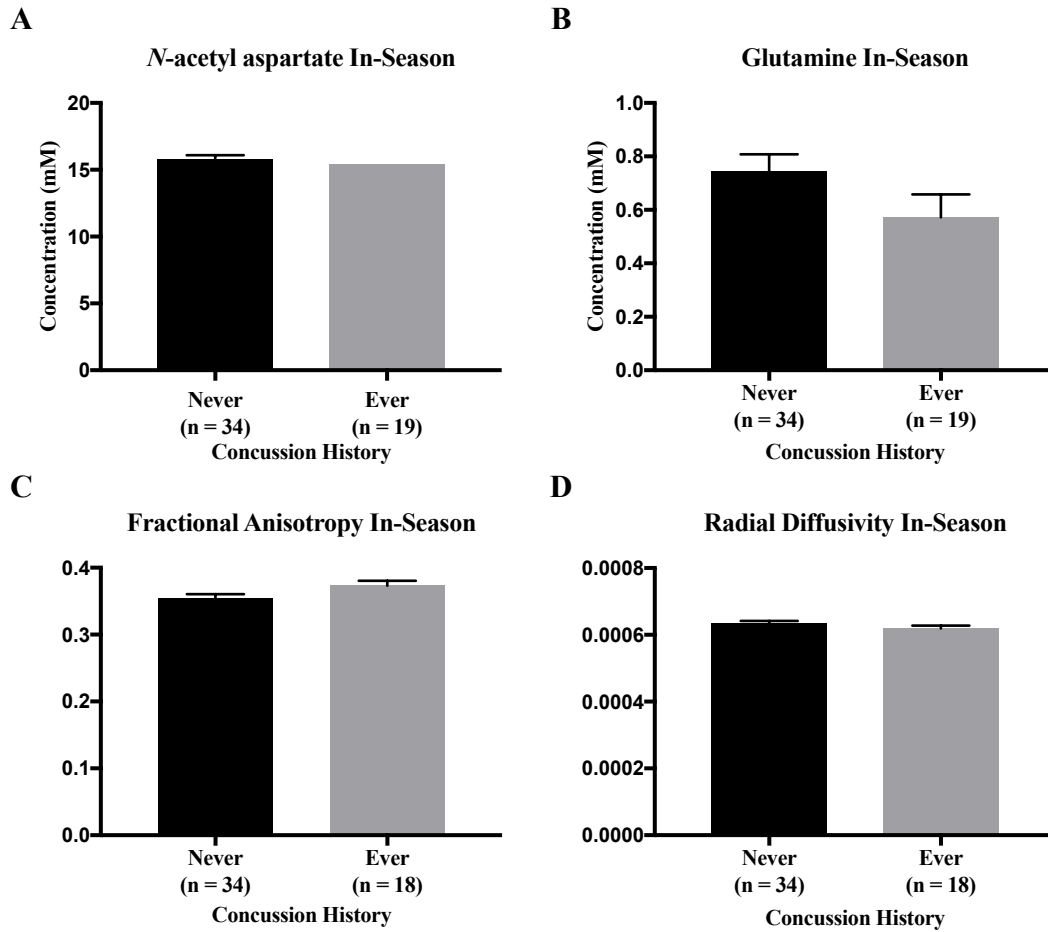 A
N-acetyl aspartate In-Season
Concentration (mM)
20
15
10
5
0
Never
(n = 34)
Ever
(n = 19)
Concussion History
B
Glutamine In-Season
Concentration (mM)
1.0
0.8
0.6
0.4
0.2
0.0
Never
(n = 34)
Ever
(n = 19)
Concussion History
C
Fractional Anisotropy In-Season
0.4
0.3
0.2
0.1
0.0
Never
(n = 34)
Ever
(n = 18)
Concussion History
D
Radial Diffusivity In-Season
0.0008
0.0006
0.0004
0.0002
0.0000
Never
(n = 34)
Ever
(n = 18)
Concussion History